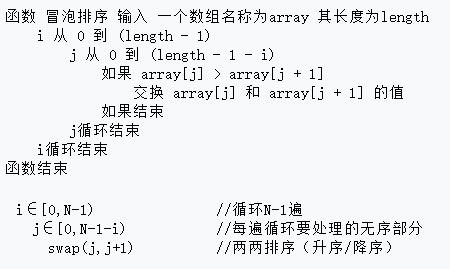 函数 冒泡排序 输入 一个数组名称为array 其长度为length
    i 从 0 到 (length - 1)
        j 从 0 到 (length - 1 - i)
            如果 array[j] > array[j + 1]
                交换 array[j] 和 array[j + 1] 的值
            如果结束
        j循环结束
    i循环结束
函数结束

 i∈[0,N-1)               //循环N-1遍
   j∈[0,N-1-i)           //每遍循环要处理的无序部分
     swap(j,j+1)          //两两排序（升序/降序）